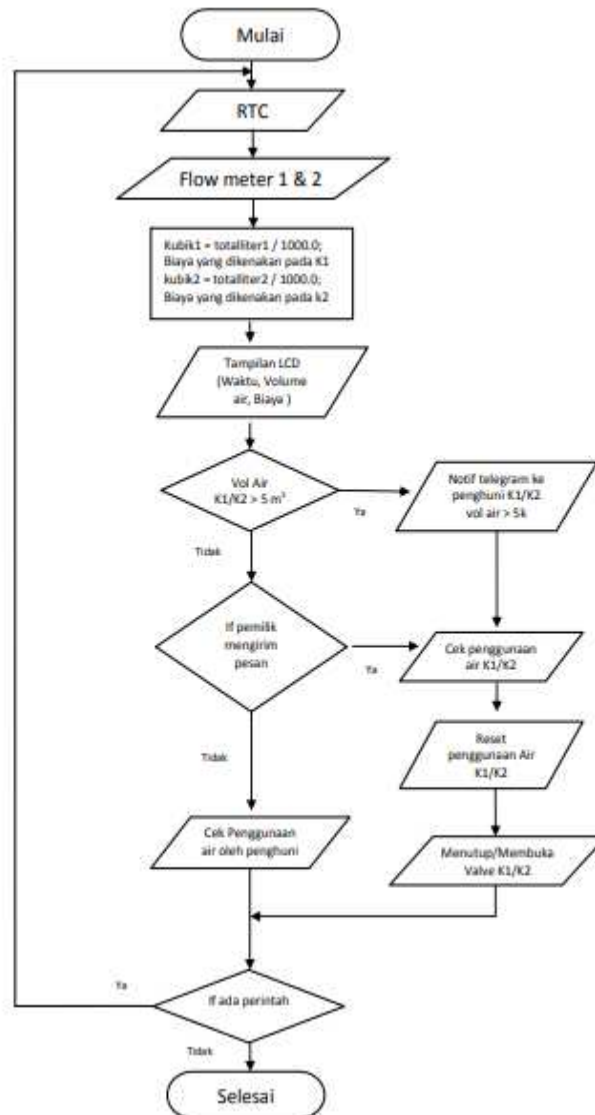 Mulai
RTC
Flow meter 1 & 2
Kubik1 = totalliter1 / 1000.0;
Biaya yang dikenakan pada K1
kubik2 = totalliter2 / 1000.0;
Biaya yang dikenakan pada k2
Tampilan LCD
(Waktu, Volume
air, Biaya )
Vol Air
K1/K2 > 5 m³
Ya
Notif telegram ke
penghuni K1/K2
vol air > 5k
Tidak
If pemilik
mengirim
pesan
Ya
Cek penggunaan
air K1/K2
Reset
penggunaan Air
K1/K2
Tidak
Cek Penggunaan
air oleh penghuni
Menutup/Membuka
Valve K1/K2
Ya
If ada perintah
Tidak
Selesai